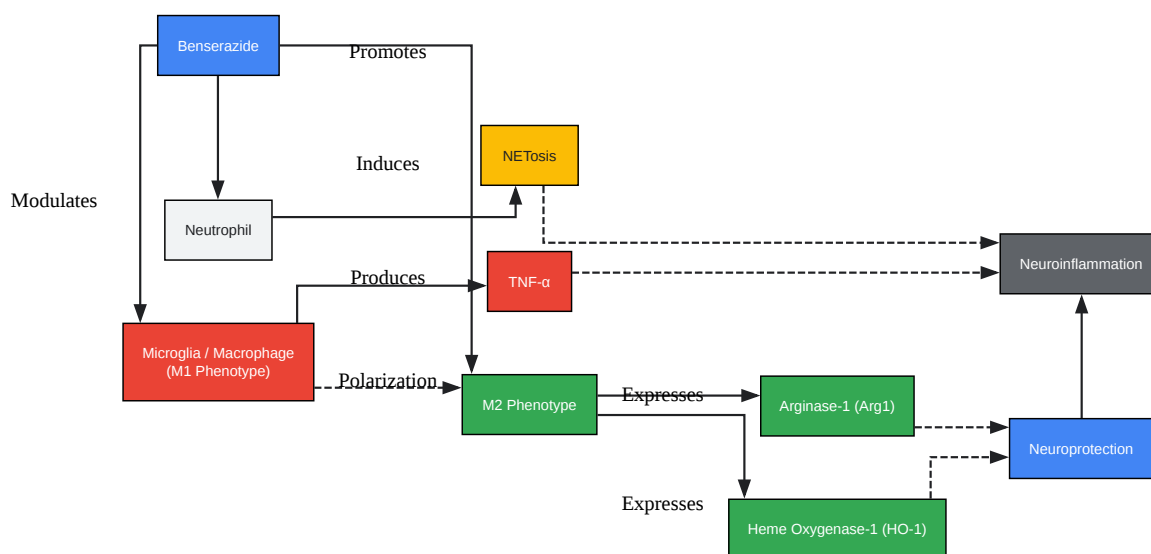 Benserazide
Promotes
NETosis
Induces
Modulates
Neutrophil
Neuroinflammation
Produces
TNF-α
Microglia / Macrophage
(M1 Phenotype)
Polarization
M2 Phenotype
Expresses
Arginase-1 (Arg1)
Neuroprotection
Expresses
Heme Oxygenase-1 (HO-1)